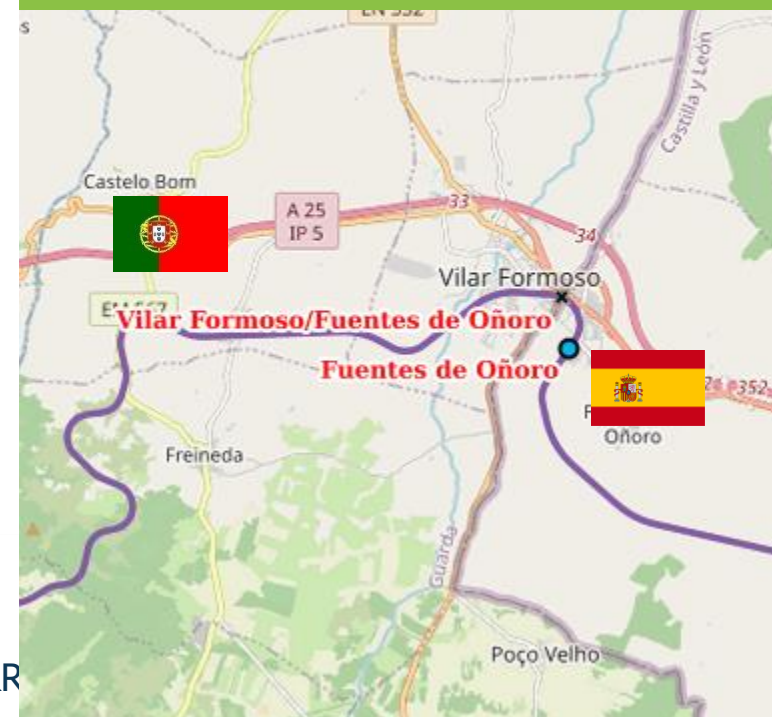 EN 332
s
Castilla y León
Castelo Bom
A 25
IP 5
33
34
Vilar Formoso
Vilar Formoso/Fuentes de Oñoro
Fuentes de Oñoro
352
Oñoro
Freineda
Guarda
Poço Velho
AR